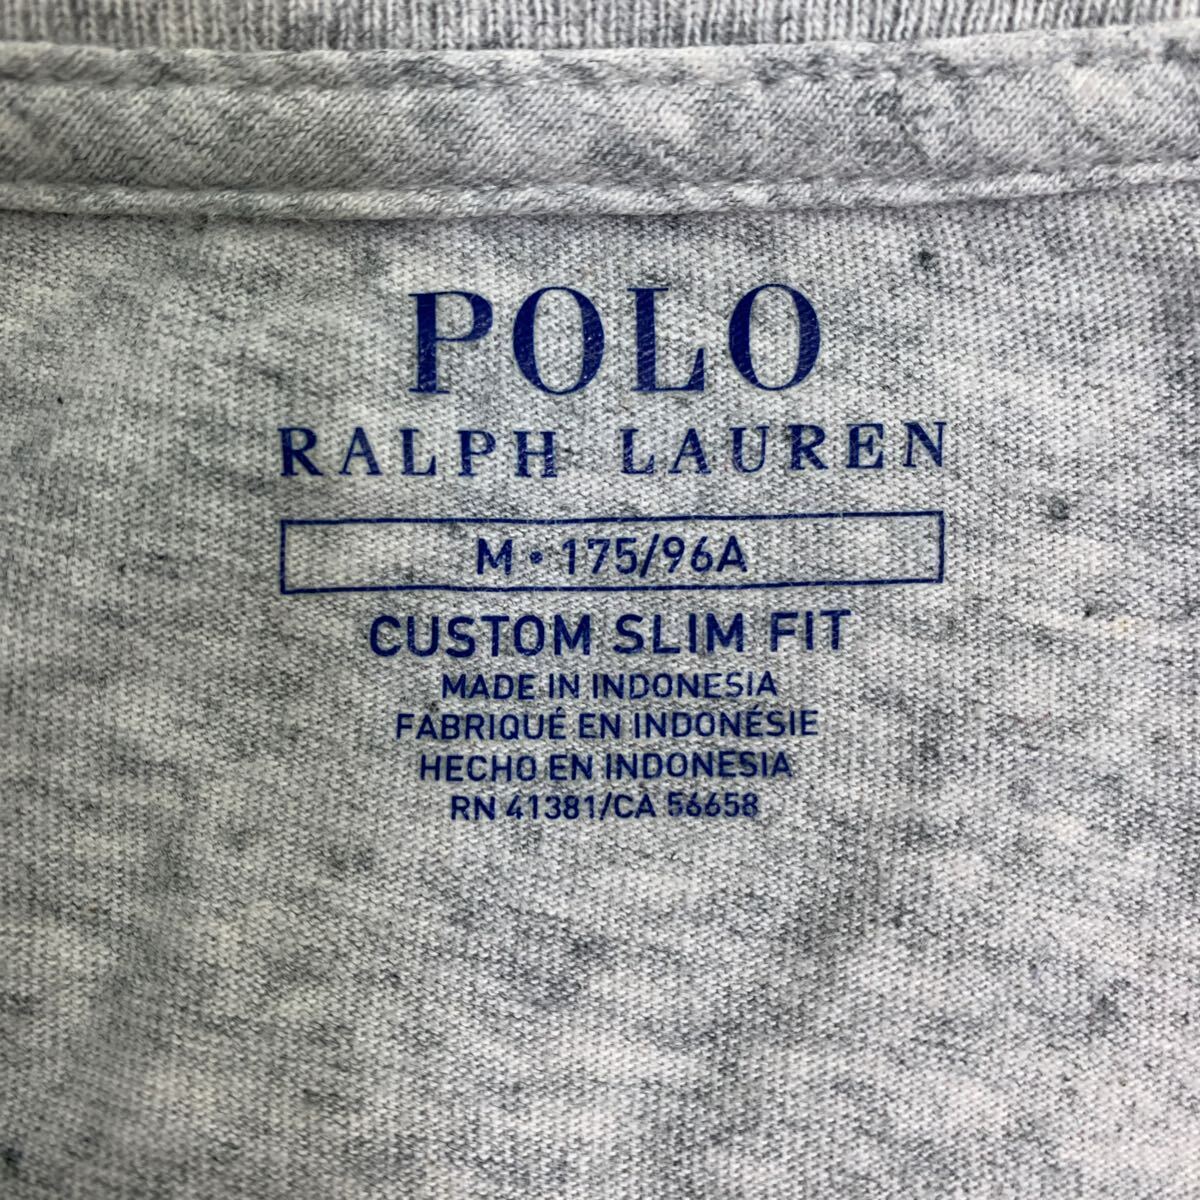 POLO
RALPH LAUREN
M • 175/96A
CUSTOM SLIM FIT
MADE IN INDONESIA
FABRIQUÉ EN INDONÉSIE
HECHO EN INDONESIA
RN 41381/CA 56658